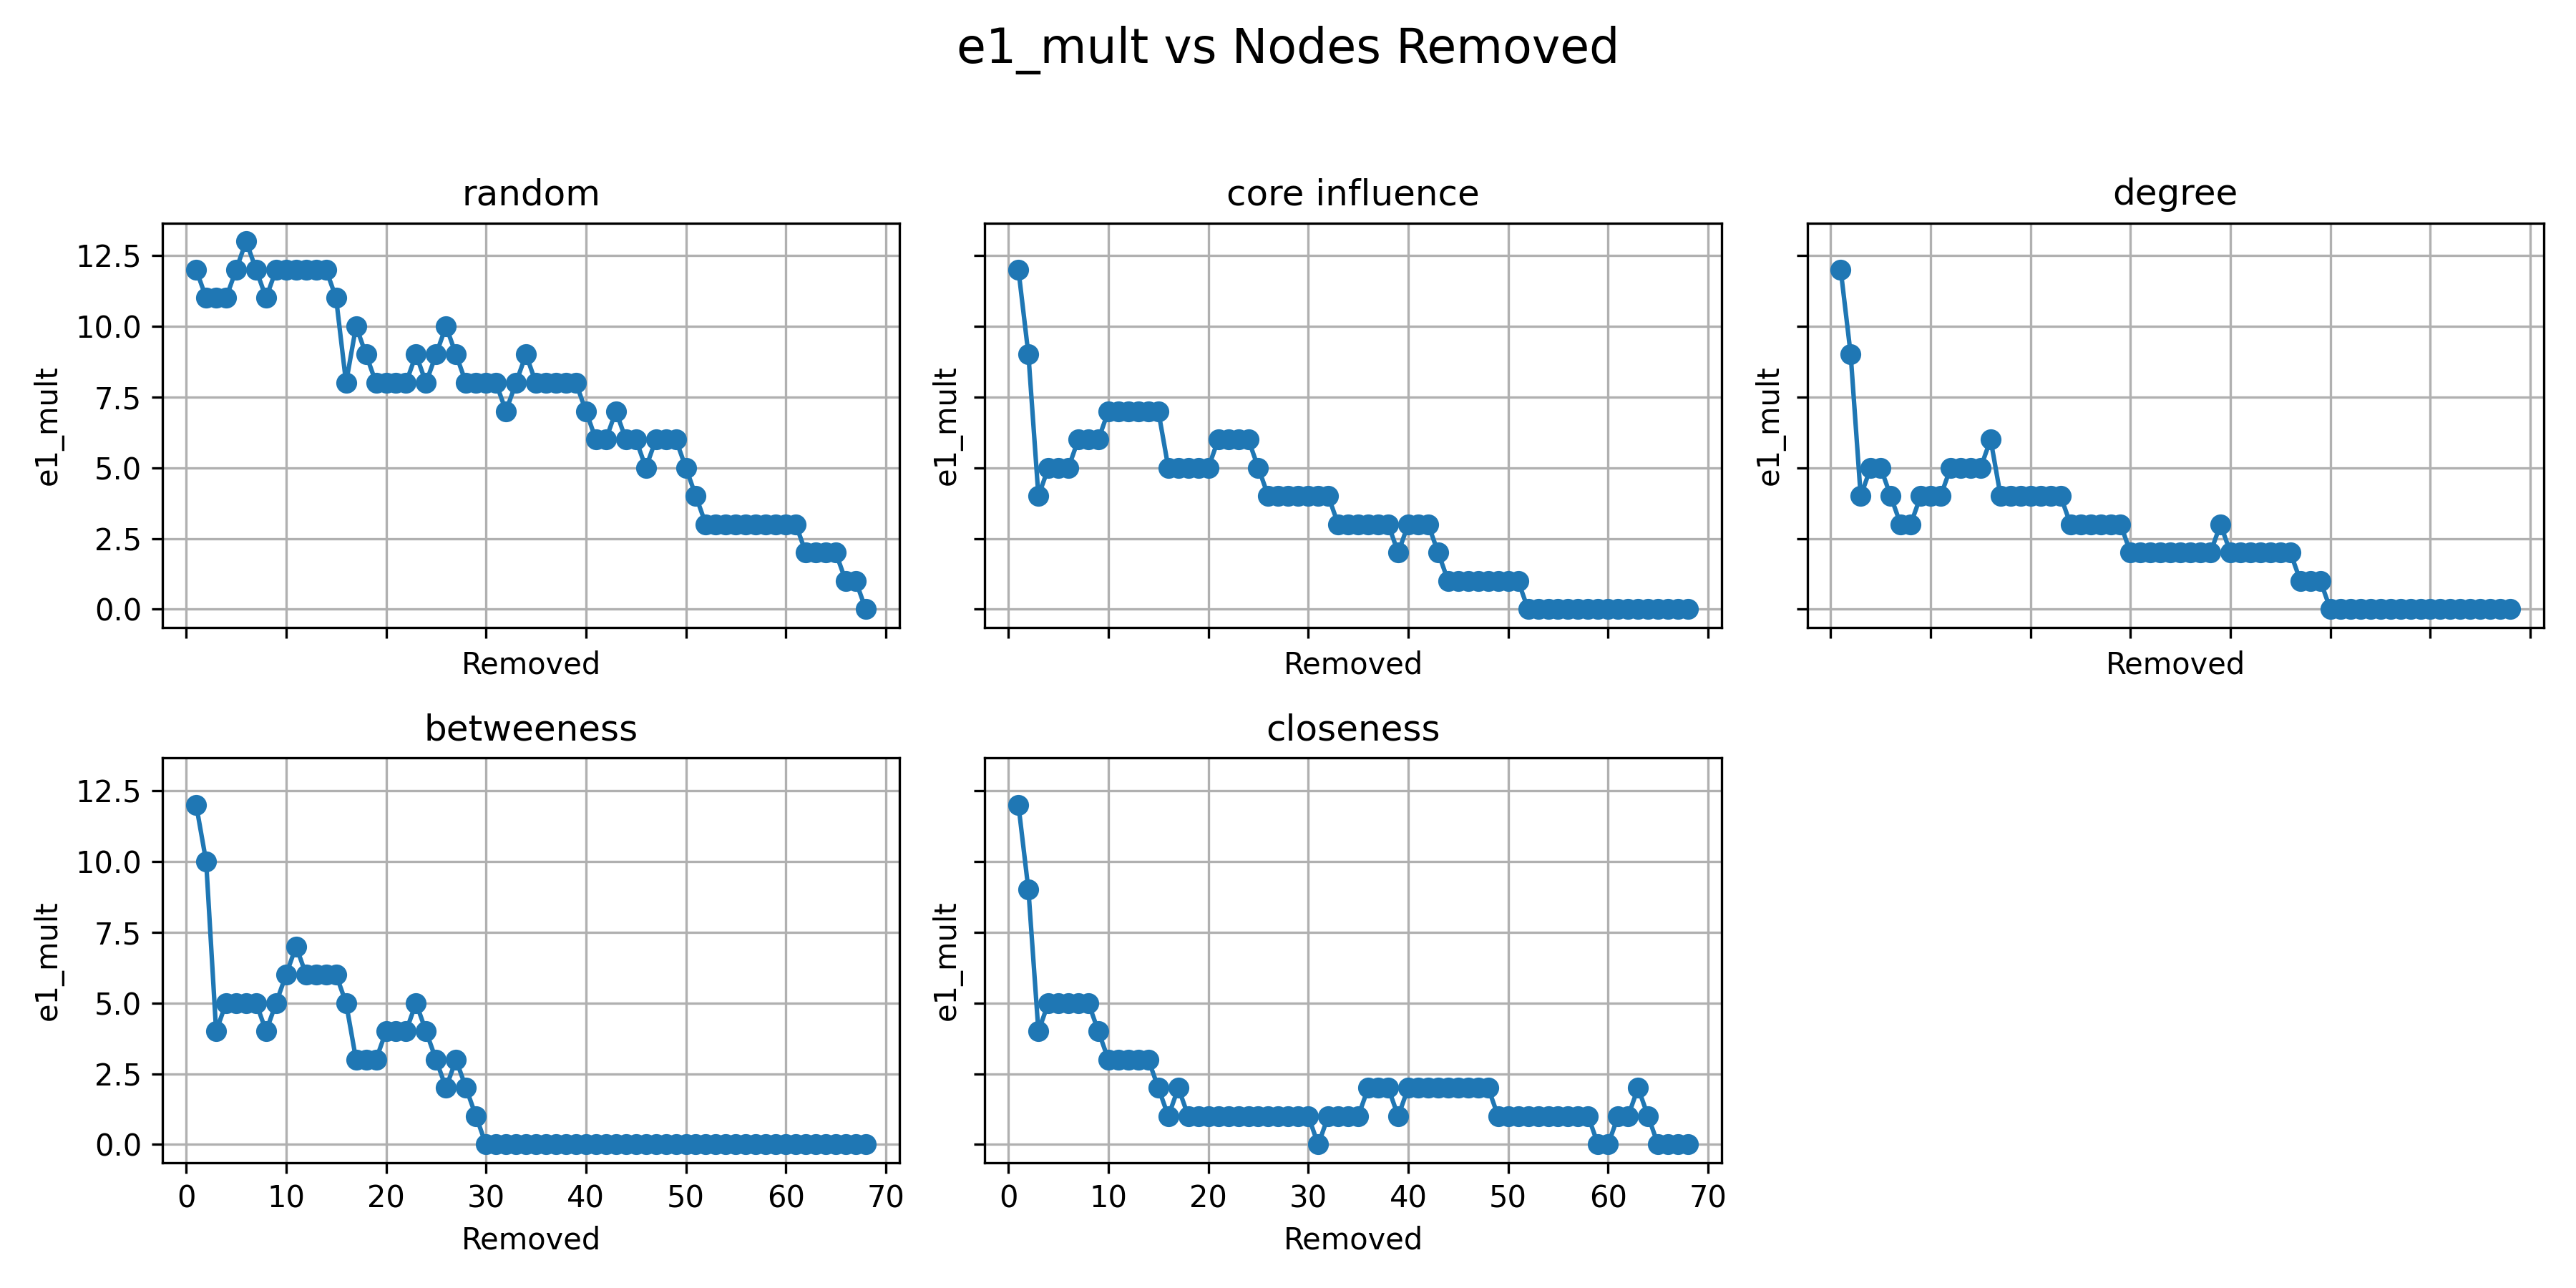 e1_mult vs Nodes Removed
random
12.5
10.0
7.5
5.0
2.5
0.0
e1_mult
Removed
core influence
e1_mult
Removed
degree
e1_mult
Removed
betweeness
12.5
10.0
7.5
5.0
2.5
0.0
e1_mult
0 10 20 30 40 50 60 70
Removed
closeness
e1_mult
0 10 20 30 40 50 60 70
Removed